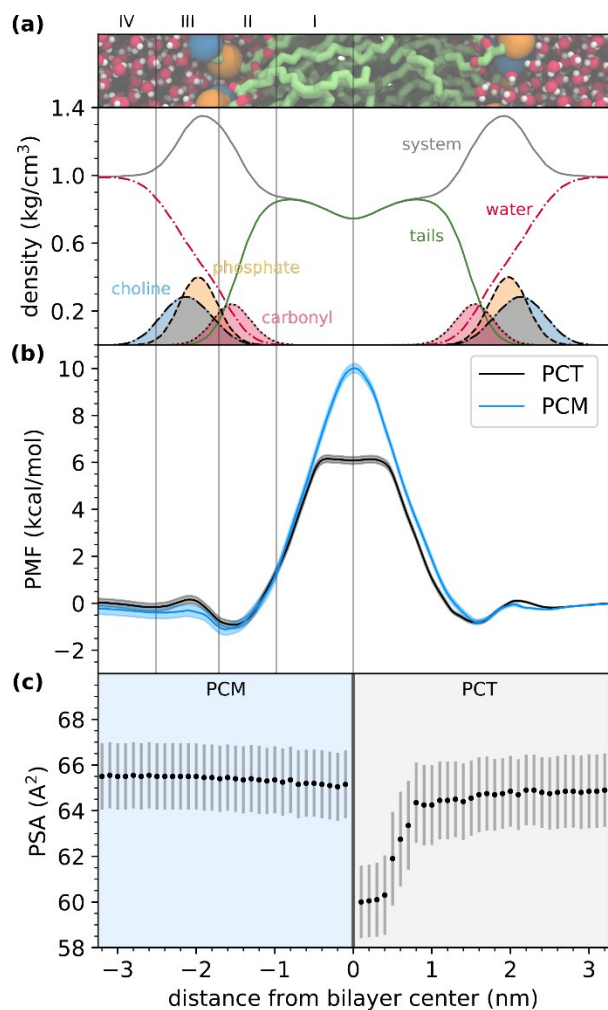 (a)
IV III II I
1.4
1.0
0.6
0.2
density (kg/cm³)
system
water
tails
phosphate
choline
carbonyl
(b)
10
8
6
4
2
0
−2
PMF (kcal/mol)
PCT
PCM
(c)
PCM PCT
68
66
64
62
60
58
PSA (A²)
−3 −2 −1 0 1 2 3
distance from bilayer center (nm)